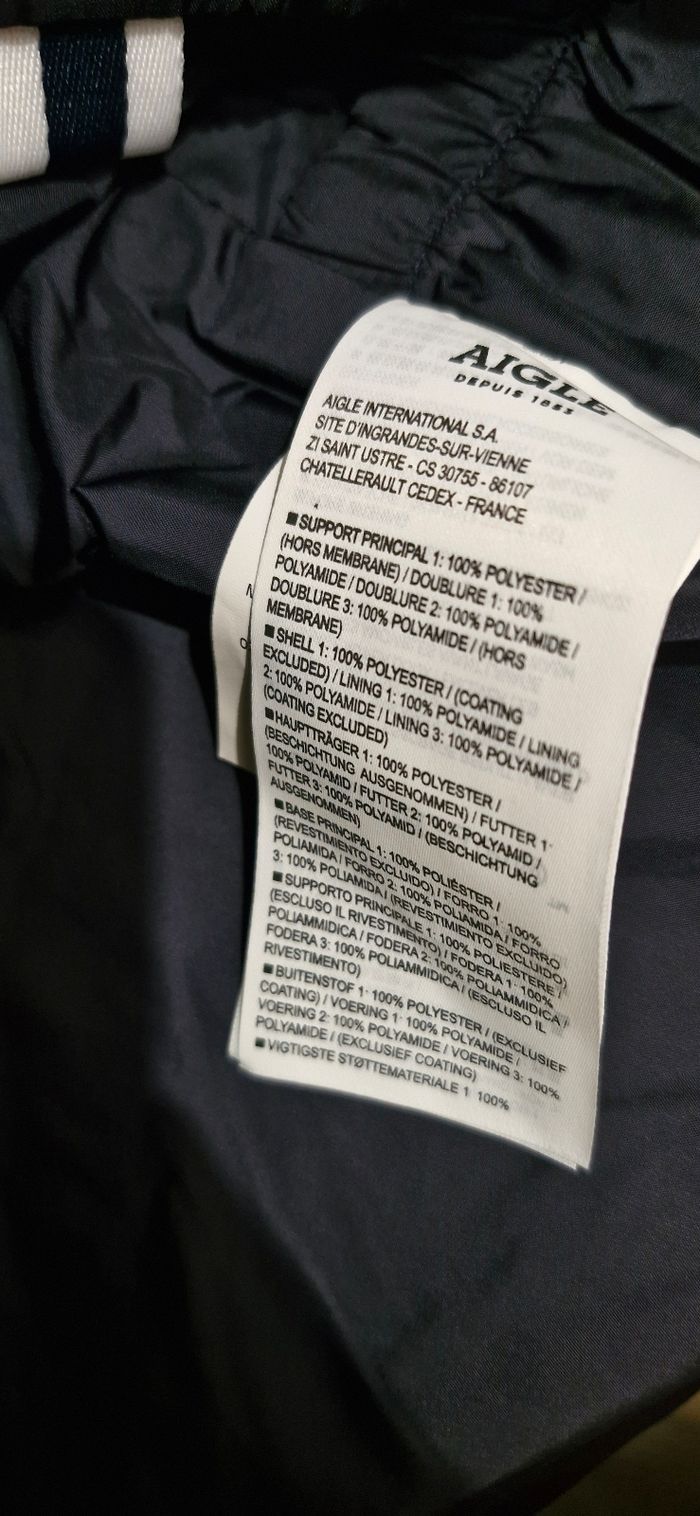 AIGLE
DEPUIS 1853
AIGLE INTERNATIONAL S.A.
SITE D'INGRANDES-SUR-VIENNE
ZI SAINT USTRE - CS 30755 - 86107
CHATELLERAULT CEDEX - FRANCE
■SUPPORT PRINCIPAL 1: 100% POLYESTER /
(HORS MEMBRANE) / DOUBLURE 1: 100%
POLYAMIDE / DOUBLURE 2: 100% POLYAMIDE /
DOUBLURE 3: 100% POLYAMIDE / (HORS
MEMBRANE)
■SHELL 1: 100% POLYESTER / (COATING
EXCLUDED) / LINING 1: 100% POLYAMIDE / LINING
2: 100% POLYAMIDE / LINING 3: 100% POLYAMIDE /
(COATING EXCLUDED)
■HAUPTTRÄGER 1: 100% POLYESTER /
(BESCHICHTUNG AUSGENOMMEN) / FUTTER 1:
100% POLYAMID / FUTTER 2: 100% POLYAMID /
FUTTER 3: 100% POLYAMID / (BESCHICHTUNG
AUSGENOMMEN)
■BASE PRINCIPAL 1: 100% POLIÉSTER /
(REVESTIMIENTO EXCLUIDO) / FORRO 1: 100%
POLIAMIDA / FORRO 2: 100% POLIAMIDA / FORRO
3: 100% POLIAMIDA / (REVESTIMIENTO EXCLUIDO)
■SUPPORTO PRINCIPALE 1: 100% POLIESTERE /
(ESCLUSO IL RIVESTIMENTO) / FODERA 1: 100%
POLIAMMIDICA / FODERA 2: 100% POLIAMMIDICA /
FODERA 3: 100% POLIAMMIDICA / (ESCLUSO IL
RIVESTIMENTO)
■BUITENSTOF 1: 100% POLYESTER / (EXCLUSIEF
COATING) / VOERING 1: 100% POLYAMIDE /
VOERING 2: 100% POLYAMIDE / VOERING 3: 100%
POLYAMIDE / (EXCLUSIEF COATING)
■VIGTIGSTE STØTTEMATERIALE 1 100%